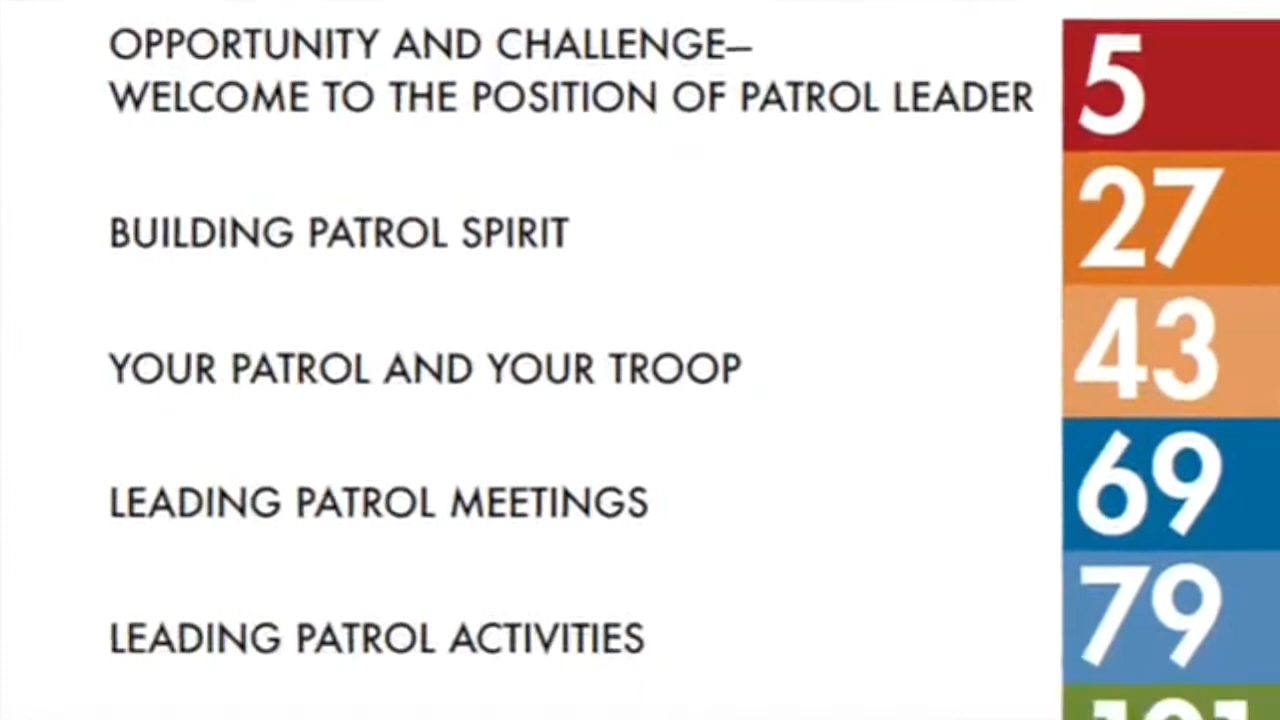 OPPORTUNITY AND CHALLENGE—
WELCOME TO THE POSITION OF PATROL LEADER 5
BUILDING PATROL SPIRIT 27
YOUR PATROL AND YOUR TROOP 43
LEADING PATROL MEETINGS 69
LEADING PATROL ACTIVITIES 79